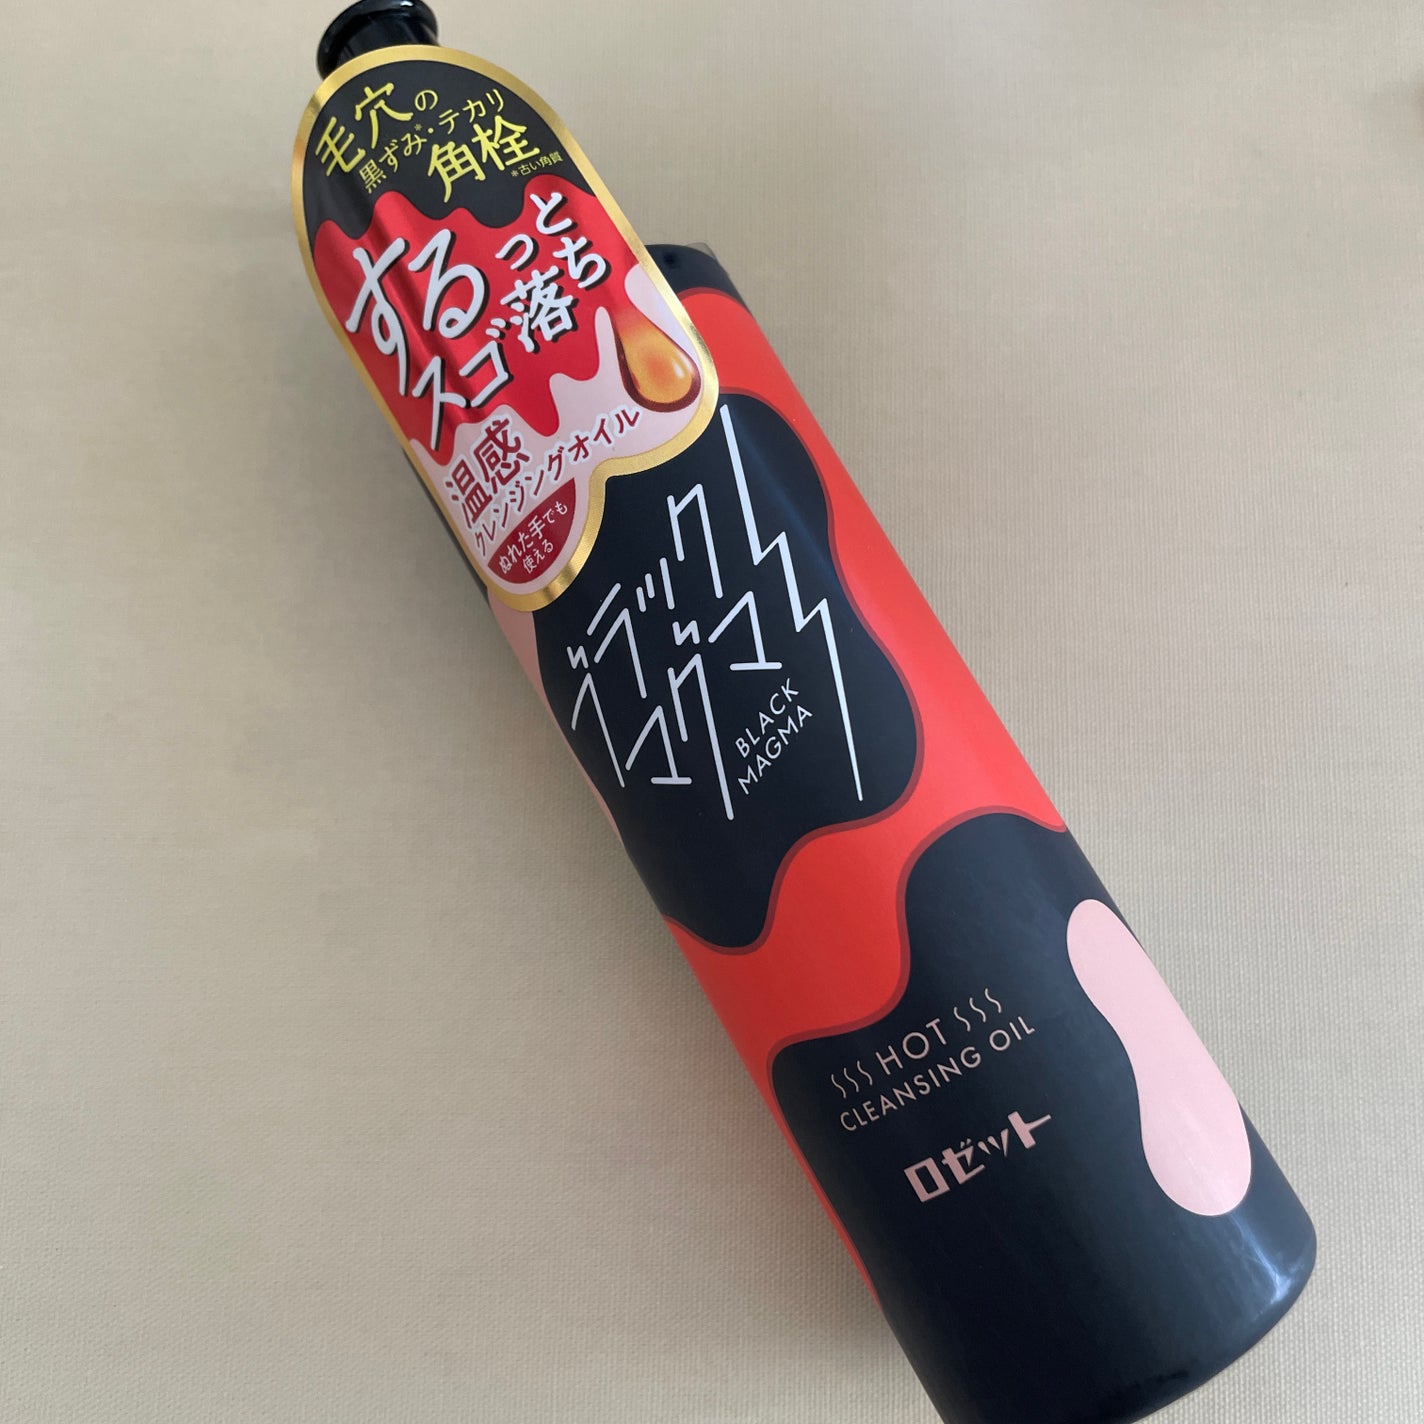 毛穴の
黒ずみ*・テカリ
角栓
*古い角質
するっと
スゴ落ち
温感
クレンジングオイル
ぬれた手でも
使える
ブラック
マグマ
BLACK
MAGMA
HOT
CLEANSING OIL
ロゼット